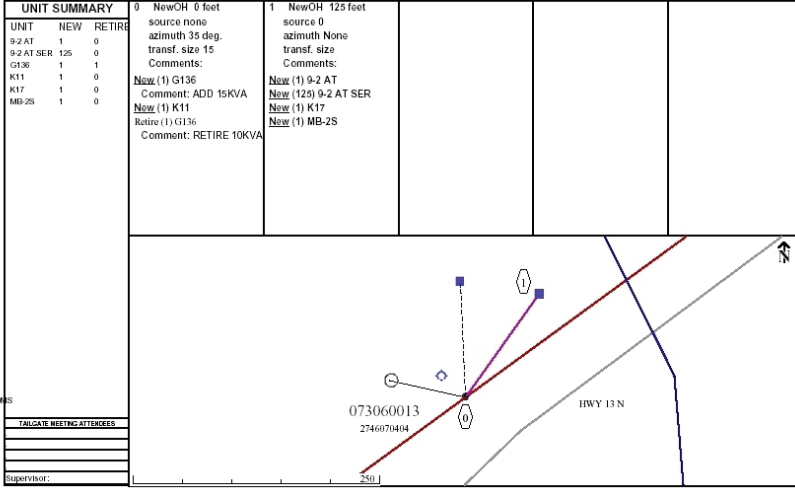 UNIT SUMMARY
UNIT NEW RETIRE
9-2 AT 1 0
9-2 AT SER 125 0
G136 1 1
K11 1 0
K17 1 0
MB-2S 1 0
TAILGATE MEETING ATTENDEES
Supervisor:
0 NewOH 0 feet
source none
azimuth 35 deg.
transf. size 15
Comments:
New (1) G136
Comment: ADD 15KVA
New (1) K11
Retire (1) G136
Comment: RETIRE 10KVA
1 NewOH 125 feet
source 0
azimuth None
transf. size
Comments:
New (1) 9-2 AT
New (125) 9-2 AT SER
New (1) K17
New (1) MB-2S
N
1
073060013
2746070404
0
HWY 13 N
250